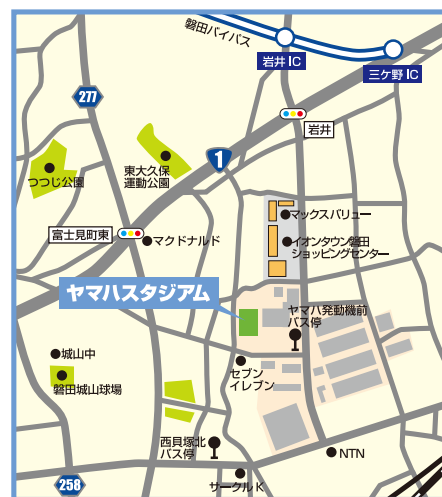 磐田バイパス
岩井IC
三ケ野IC
277
岩井
1
つつじ公園
東大久保
運動公園
マックスバリュー
富士見町東
マクドナルド
イオンタウン磐田
ショッピングセンター
ヤマハスタジアム
ヤマハ発動機前
バス停
城山中
セブン
イレブン
磐田城山球場
西貝塚北
バス停
NTN
258
サークルK